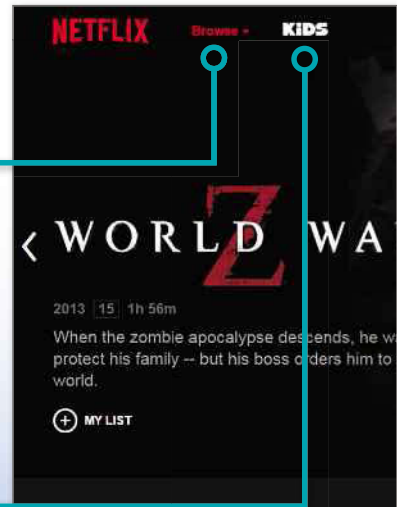 NETFLIX Browse KiDS
WORLD Z WA
2013 15 1h 56m
When the zombie apocalypse descends, he w
protect his family -- but his boss orders him to
world.
+ MY LIST